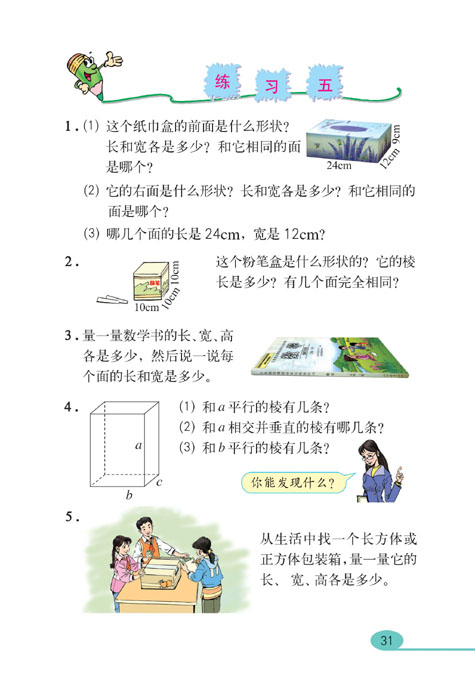 练 习 五
1. (1) 这个纸巾盒的前面是什么形状?
长和宽各是多少? 和它相同的面
是哪个?
24cm
12cm
9cm
(2) 它的右面是什么形状? 长和宽各是多少? 和它相同的
面是哪个?
(3) 哪几个面的长是 24cm, 宽是 12cm?
2.
10cm
10cm
10cm
这个粉笔盒是什么形状的? 它的棱
长是多少? 有几个面完全相同?
3. 量一量数学书的长、宽、高
各是多少, 然后说一说每
个面的长和宽是多少。
4.
a
b
c
(1) 和 a 平行的棱有几条?
(2) 和 a 相交并垂直的棱有哪几条?
(3) 和 b 平行的棱有几条?
你能发现什么?
5.
从生活中找一个长方体或
正方体包装箱, 量一量它的
长、宽、高各是多少。
31